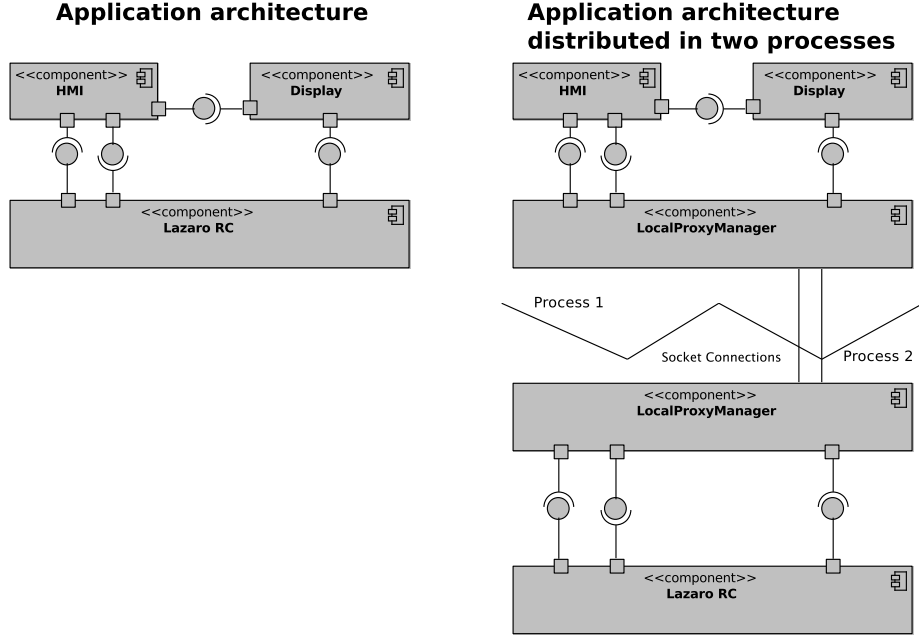 Application architecture
<<component>>
HMI
<<component>>
Display
<<component>>
Lazaro RC
Application architecture
distributed in two processes
<<component>>
HMI
<<component>>
Display
<<component>>
LocalProxyManager
Process 1
Socket Connections
Process 2
<<component>>
LocalProxyManager
<<component>>
Lazaro RC